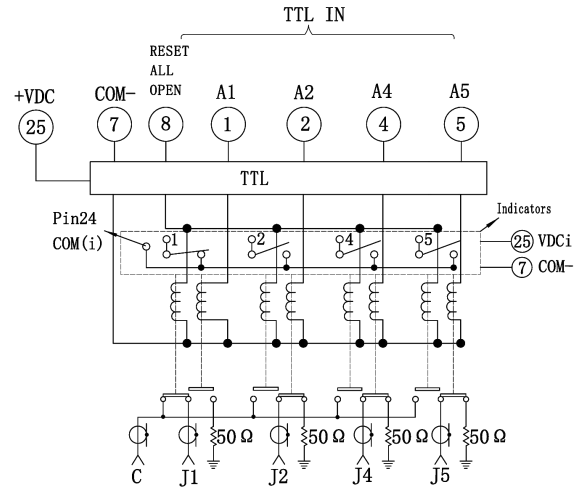 TTL IN
RESET
ALL
OPEN
+VDC COM- A1 A2 A4 A5
25 7 8 1 2 4 5
TTL
Pin24
COM(i)
Indicators
1 2 4 5
25 VDCi
7 COM-
50 Ω 50 Ω 50 Ω 50 Ω
C J1 J2 J4 J5